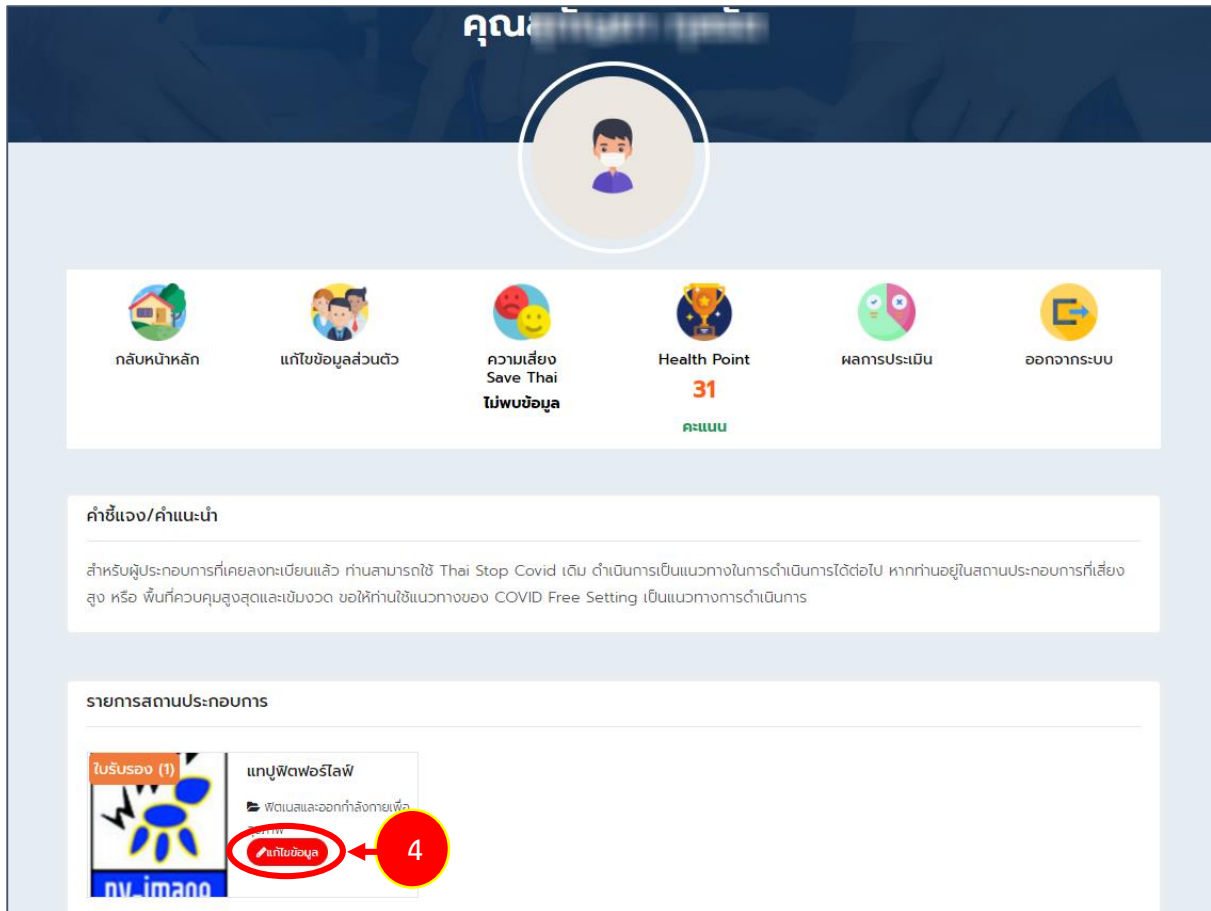 คุณ
กลับหน้าหลัก
แก้ไขข้อมูลส่วนตัว
ความเสี่ยง
Save Thai
ไม่พบข้อมูล
Health Point
31
คะแนน
ผลการประเมิน
ออกจากระบบ
คำชี้แจง/คำแนะนำ
สำหรับผู้ประกอบการที่เคยลงทะเบียนแล้ว ท่านสามารถใช้ Thai Stop Covid เดิม ดำเนินการเป็นแนวทางในการดำเนินการได้ต่อไป หากท่านอยู่ในสถานประกอบการที่เสี่ยง
สูง หรือ พื้นที่ควบคุมสูงสุดและเข้มงวด ขอให้ท่านใช้แนวทางของ COVID Free Setting เป็นแนวทางการดำเนินการ
รายการสถานประกอบการ
ใบรับรอง (1)
แทปูฟิตฟอร์ไลฟ์
ฟิตเนสและออกกำลังกายเพื่อ
แก้ไขข้อมูล
4